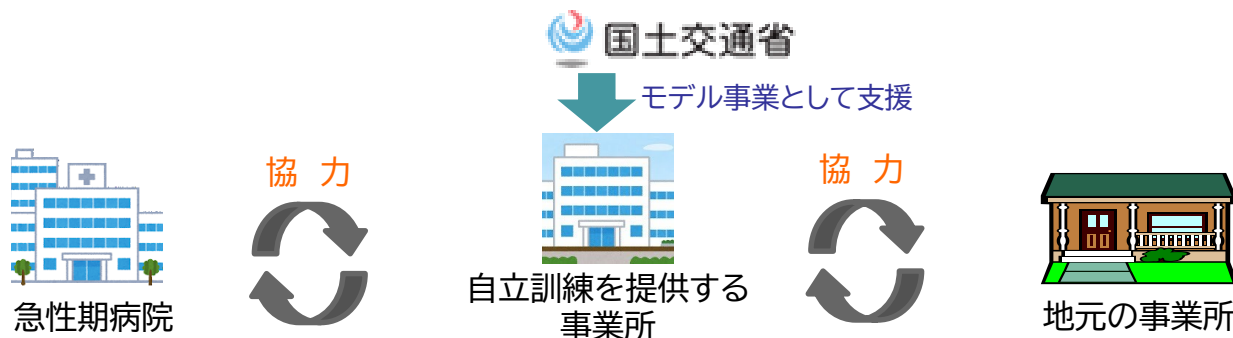 国土交通省
モデル事業として支援
協 力
協 力
急性期病院
自立訓練を提供する
事業所
地元の事業所